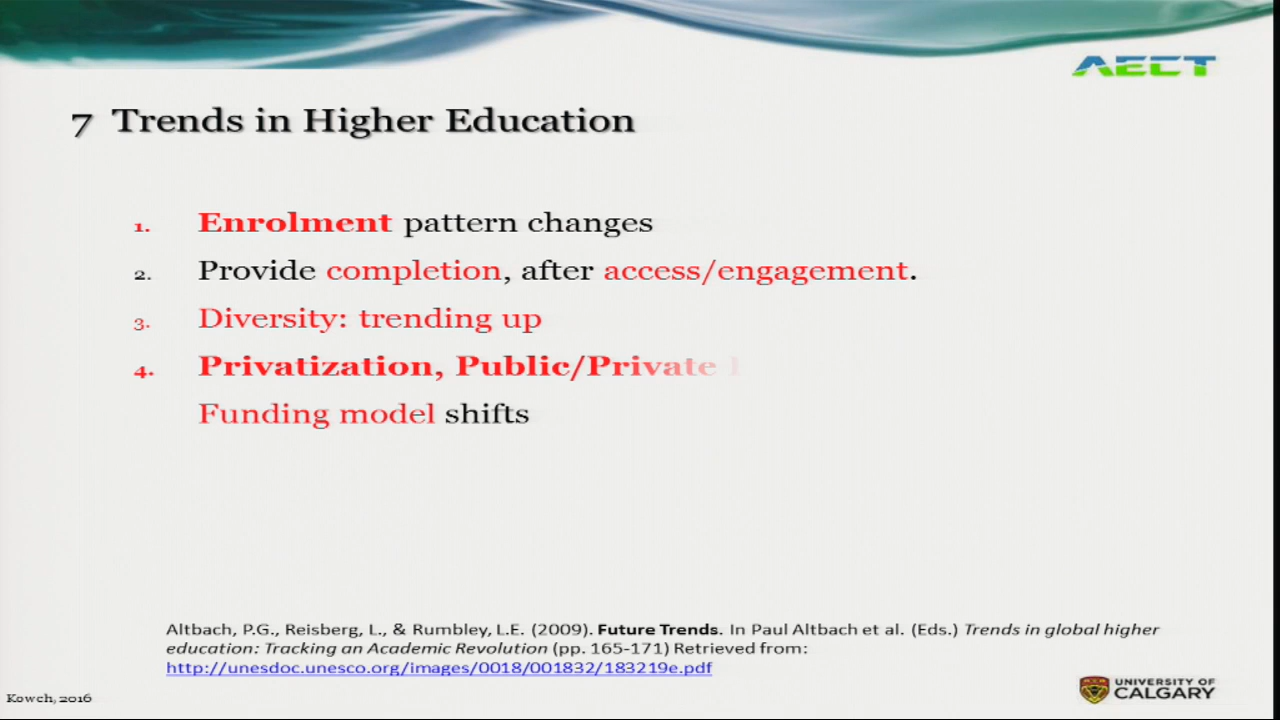 AECT
7 Trends in Higher Education
1. Enrolment pattern changes
2. Provide completion, after access/engagement.
3. Diversity: trending up
4. Privatization, Public/Private
Funding model shifts
Altbach, P.G., Reisberg, L., & Rumbley, L.E. (2009). Future Trends. In Paul Altbach et al. (Eds.) Trends in global higher
education: Tracking an Academic Revolution (pp. 165-171) Retrieved from:
http://unesdoc.unesco.org/images/0018/001832/183219e.pdf
UNIVERSITY OF
CALGARY
Kowch, 2016